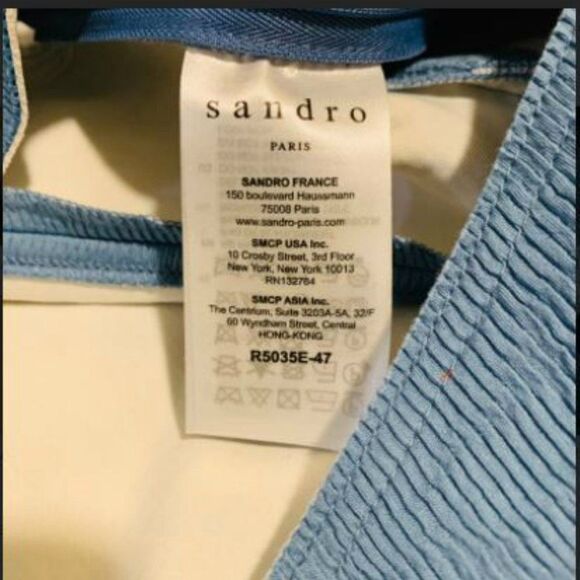 sandro
PARIS
SANDRO FRANCE
150 boulevard Haussmann
75008 Paris
www.sandro-paris.com
SMCP USA Inc.
10 Crosby Street, 3rd Floor
New York, New York 10013
RN132764
SMCP ASIA Inc.
The Centrium, Suite 3203A-5A, 32/F
60 Wyndham Street, Central
HONG-KONG
R5035E-47